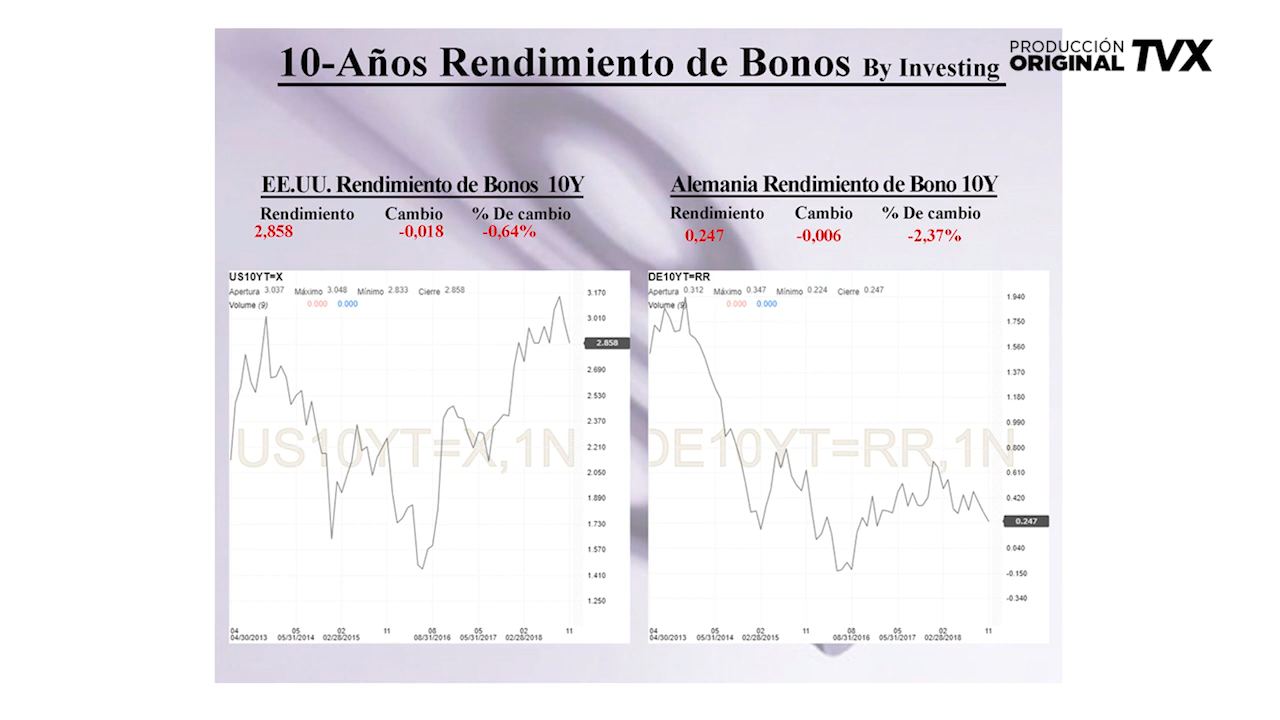 10-Años Rendimiento de Bonos By Investing
PRODUCCIÓN
ORIGINAL TVX
EE.UU. Rendimiento de Bonos 10Y
Rendimiento Cambio % De cambio
2,858 -0,018 -0,64%
US10YT=X
Apertura 3.037 Máximo 3.048 Mínimo 2.833 Cierre 2.858
Volume (9) 0.000 0.000
US10YT=X,1N
3.170
3.010
2.858
2.690
2.530
2.370
2.210
2.050
1.890
1.730
1.570
1.410
1.250
04 05 02 11 08 05 02 11
04/30/2013 05/31/2014 02/28/2015 08/31/2016 05/31/2017 02/28/2018
Alemania Rendimiento de Bono 10Y
Rendimiento Cambio % De cambio
0,247 -0,006 -2,37%
DE10YT=RR
Apertura 0.312 Máximo 0.347 Mínimo 0.224 Cierre 0.247
Volume (9) 0.000 0.000
DE10YT=RR,1N
1.940
1.750
1.560
1.370
1.180
0.990
0.800
0.610
0.420
0.247
0.040
-0.150
-0.340
04 05 02 11 08 05 02 11
04/30/2013 05/31/2014 02/28/2015 08/31/2016 05/31/2017 02/28/2018